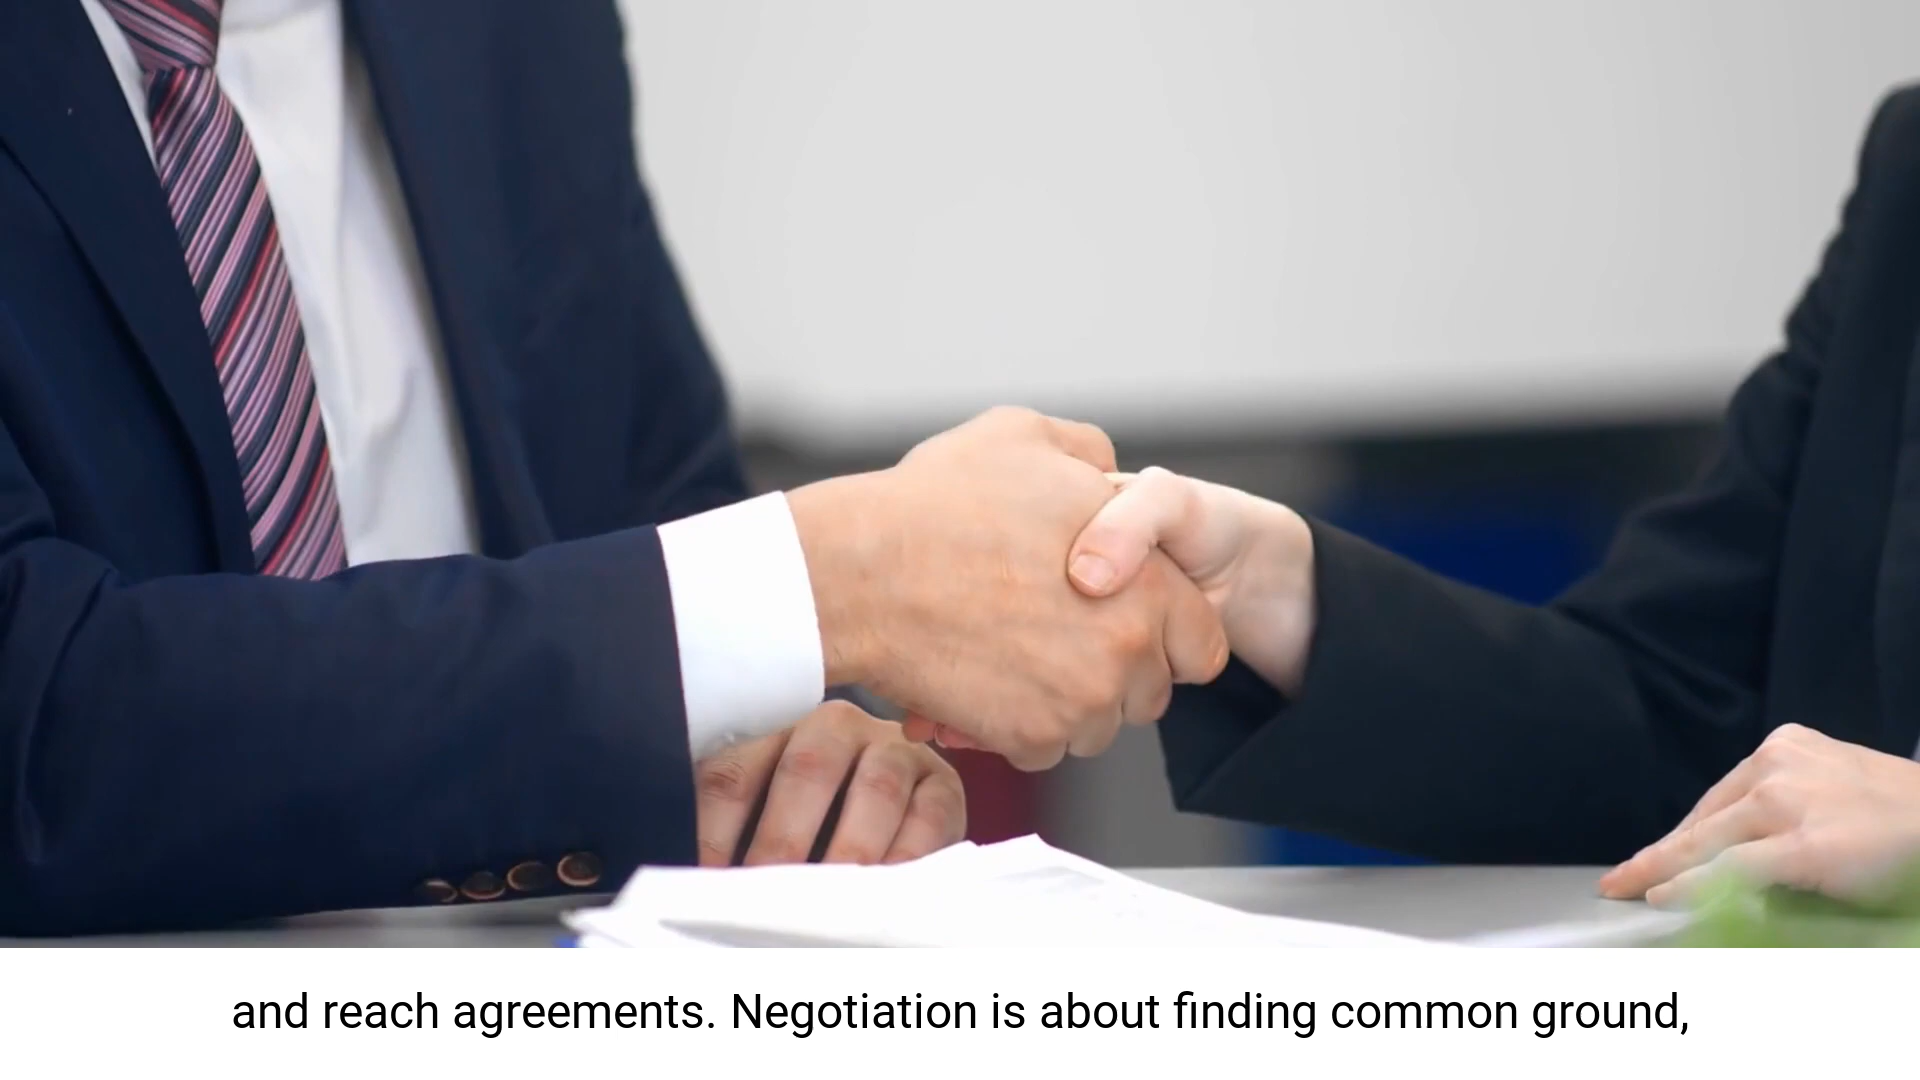 and reach agreements. Negotiation is about finding common ground,